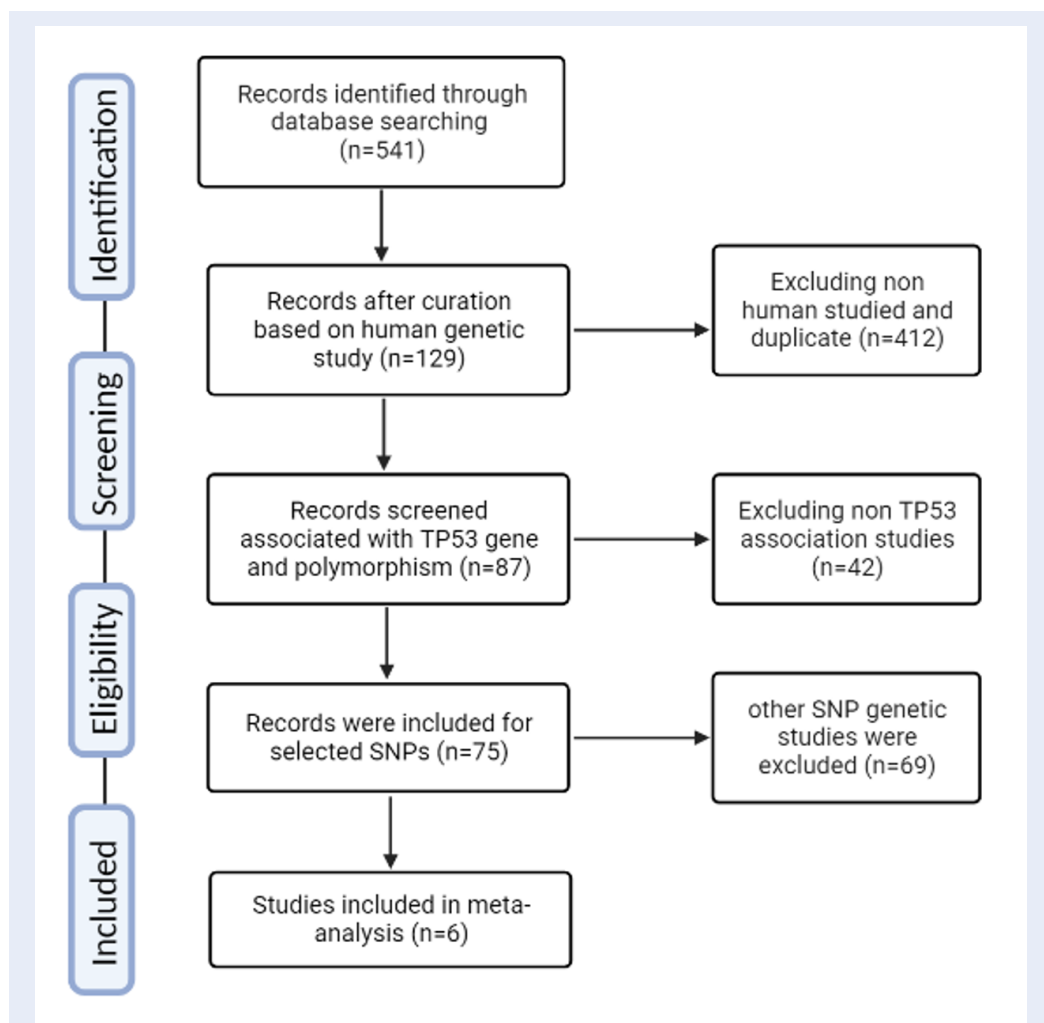 Identification
Screening
Eligibility
Included
Records identified through
database searching
(n=541)
Records after curation
based on human genetic
study (n=129)
Excluding non
human studied and
duplicate (n=412)
Records screened
associated with TP53 gene
and polymorphism (n=87)
Excluding non TP53
association studies
(n=42)
Records were included for
selected SNPs (n=75)
other SNP genetic
studies were
excluded (n=69)
Studies included in meta-
analysis (n=6)